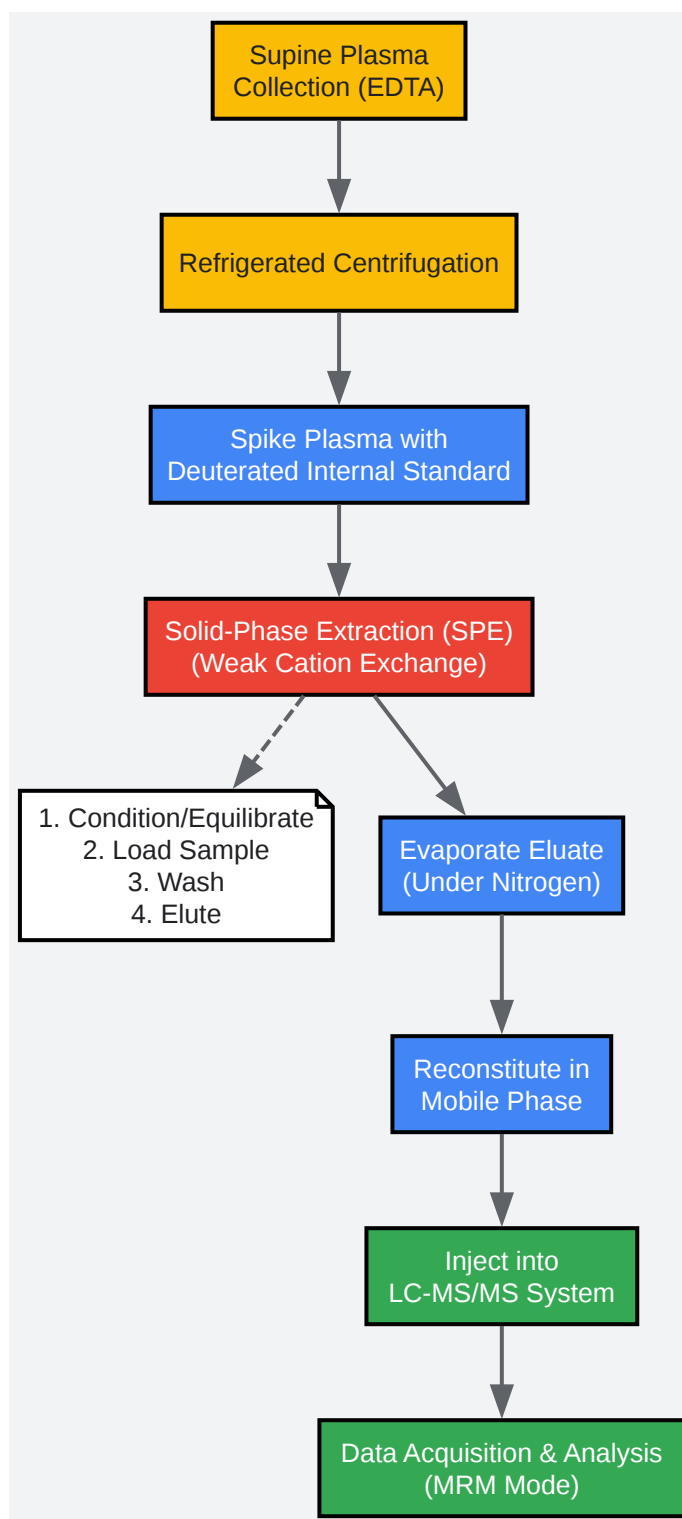 Supine Plasma
Collection (EDTA)
Refrigerated Centrifugation
Spike Plasma with
Deuterated Internal Standard
Solid-Phase Extraction (SPE)
(Weak Cation Exchange)
1. Condition/Equilibrate
2. Load Sample
3. Wash
4. Elute
Evaporate Eluate
(Under Nitrogen)
Reconstitute in
Mobile Phase
Inject into
LC-MS/MS System
Data Acquisition & Analysis
(MRM Mode)